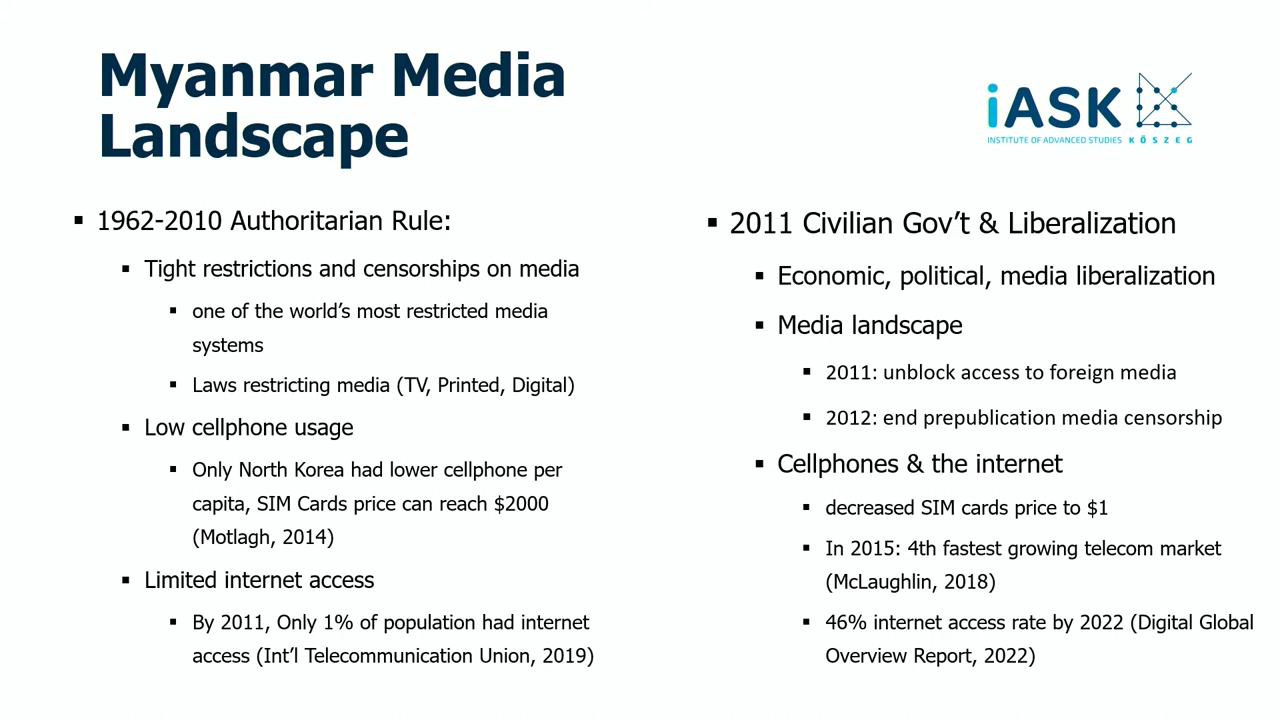 Myanmar Media
Landscape
iASK
INSTITUTE OF ADVANCED STUDIES KŐSZEG
▪ 1962-2010 Authoritarian Rule:
▪ Tight restrictions and censorships on media
▪ one of the world’s most restricted media
systems
▪ Laws restricting media (TV, Printed, Digital)
▪ Low cellphone usage
▪ Only North Korea had lower cellphone per
capita, SIM Cards price can reach $2000
(Motlagh, 2014)
▪ Limited internet access
▪ By 2011, Only 1% of population had internet
access (Int’l Telecommunication Union, 2019)
▪ 2011 Civilian Gov’t & Liberalization
▪ Economic, political, media liberalization
▪ Media landscape
▪ 2011: unblock access to foreign media
▪ 2012: end prepublication media censorship
▪ Cellphones & the internet
▪ decreased SIM cards price to $1
▪ In 2015: 4th fastest growing telecom market
(McLaughlin, 2018)
▪ 46% internet access rate by 2022 (Digital Global
Overview Report, 2022)